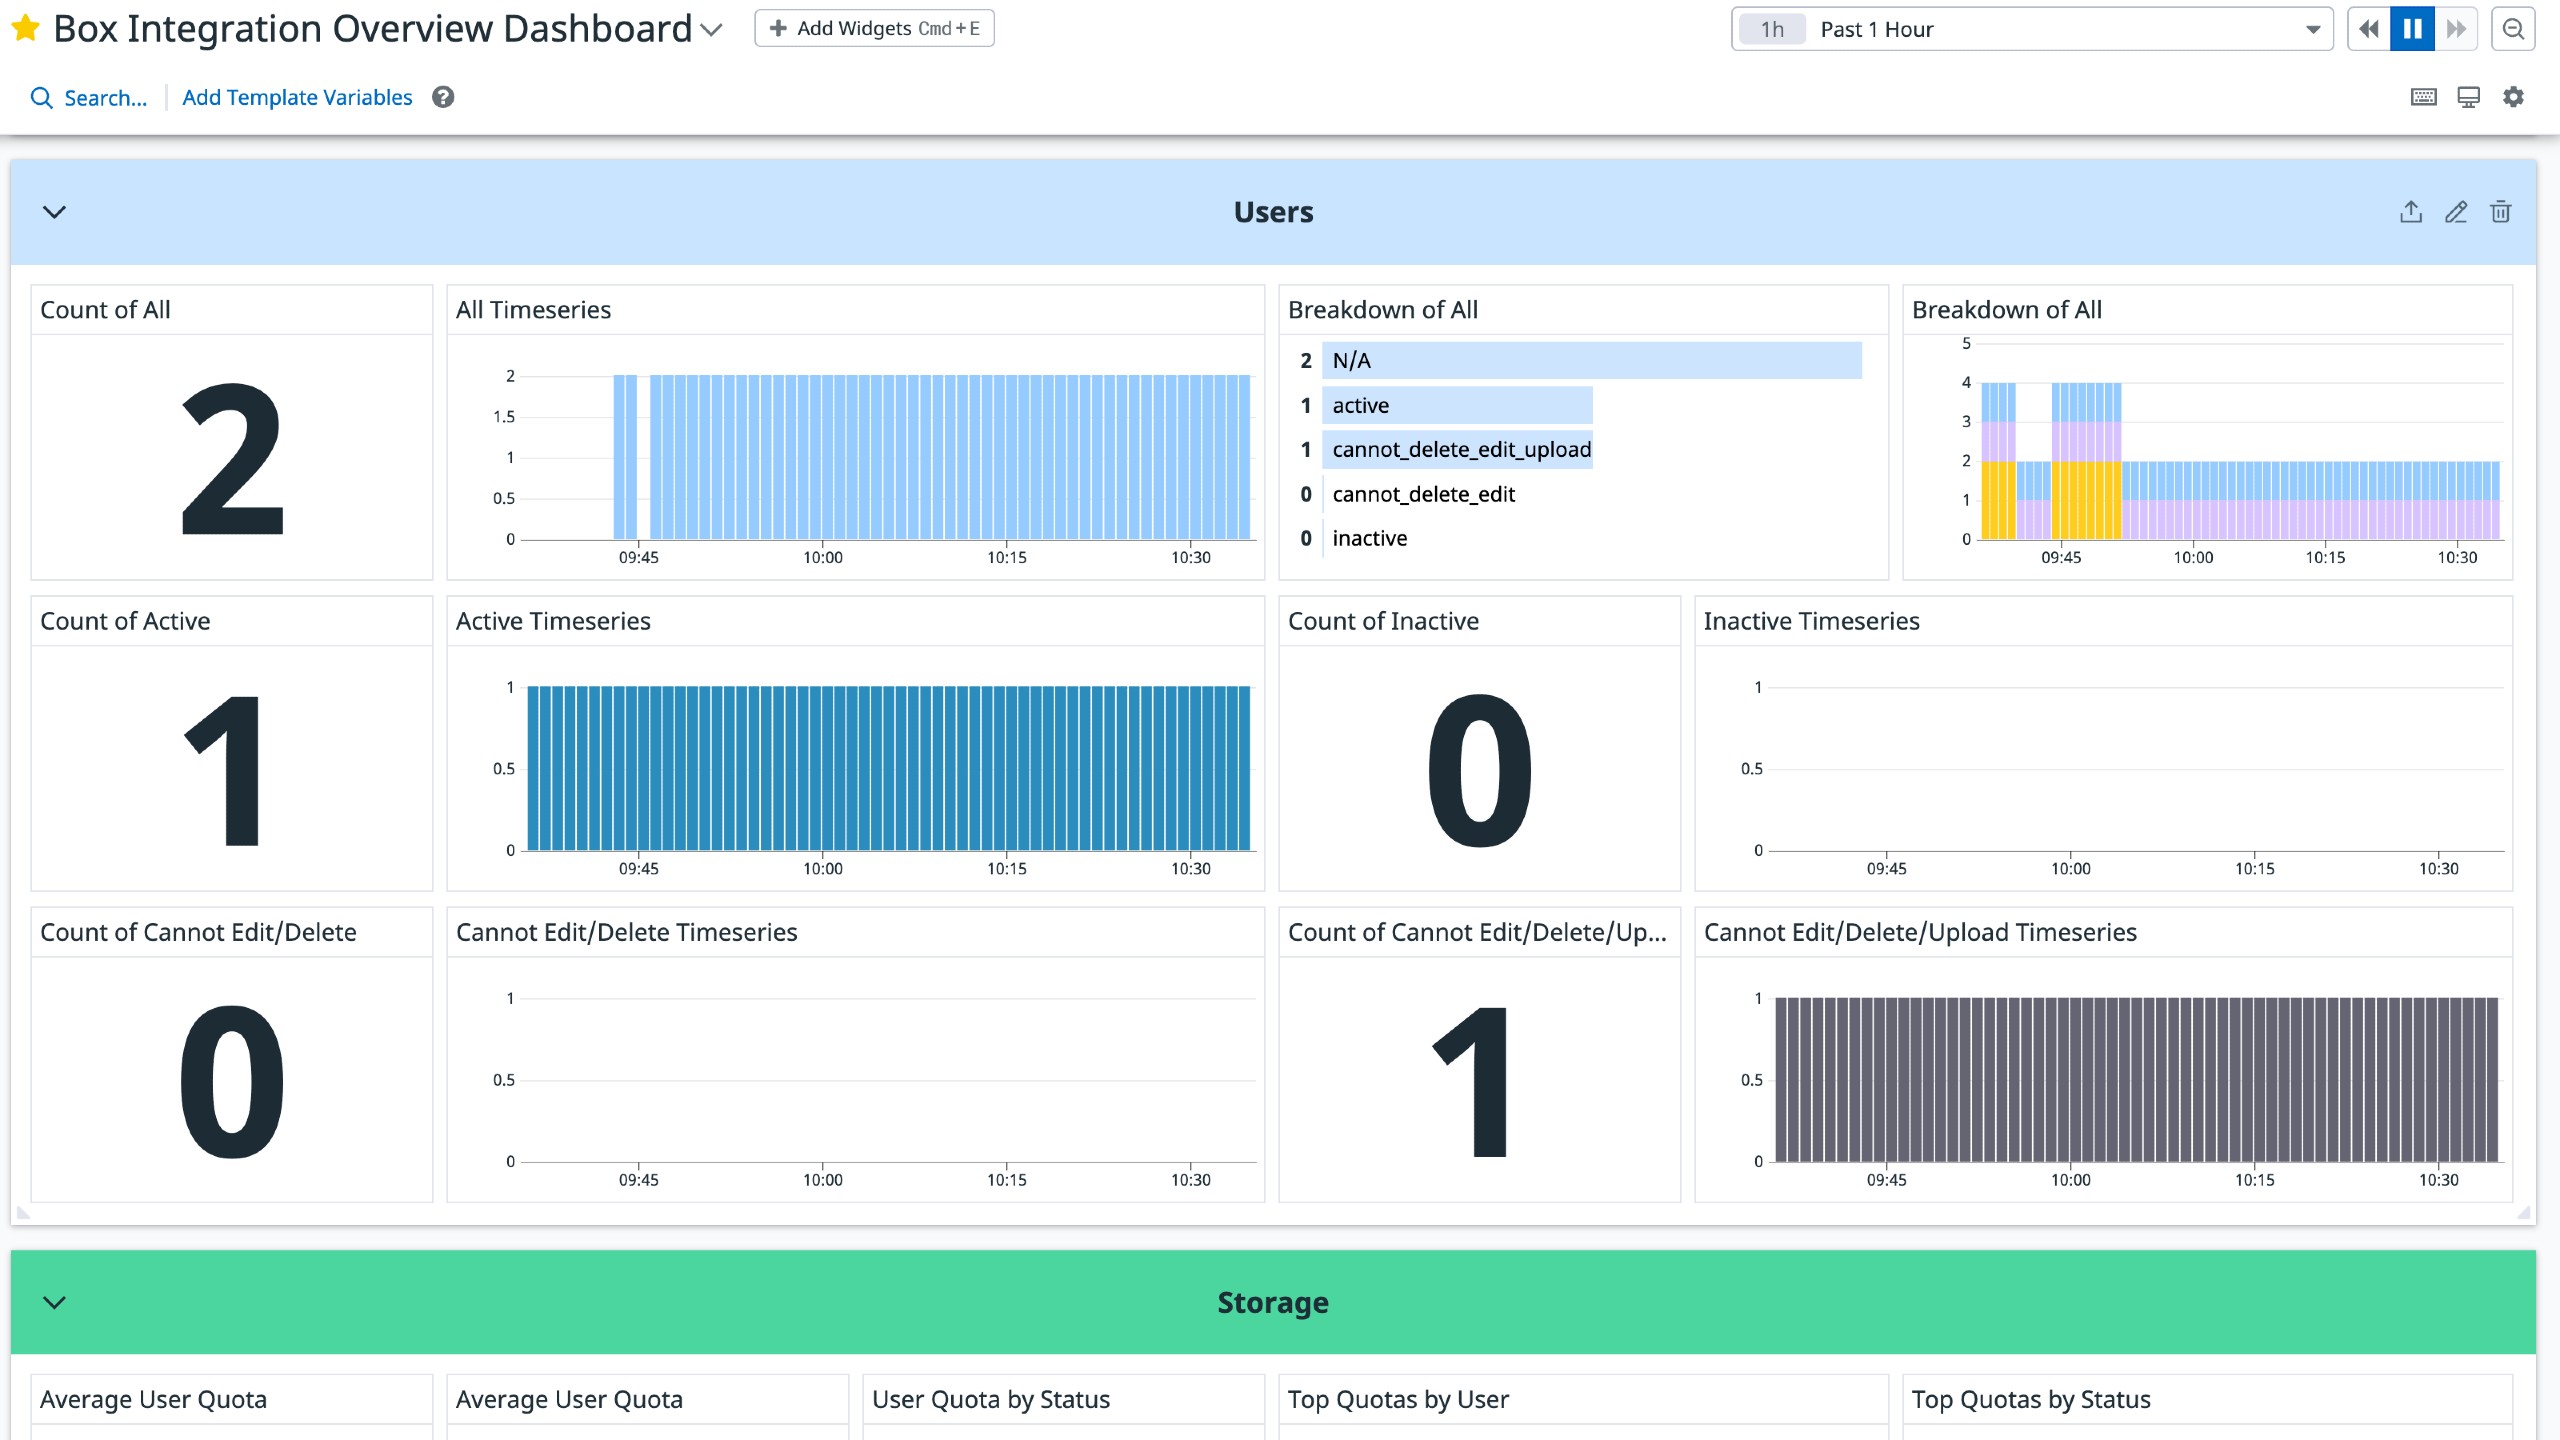 Box Integration Overview Dashboard
Add Widgets Cmd+E
1h Past 1 Hour
Search...
Add Template Variables
?
Users
Count of All
2
All Timeseries
2
1.5
1
0.5
0
09:45 10:00 10:15 10:30
Breakdown of All
2 N/A
1 active
1 cannot_delete_edit_upload
0 cannot_delete_edit
0 inactive
Breakdown of All
5
4
3
2
1
0
09:45 10:00 10:15 10:30
Count of Active
1
Active Timeseries
1
0.5
0
09:45 10:00 10:15 10:30
Count of Inactive
0
Inactive Timeseries
1
0.5
0
09:45 10:00 10:15 10:30
Count of Cannot Edit/Delete
0
Cannot Edit/Delete Timeseries
1
0.5
0
09:45 10:00 10:15 10:30
Count of Cannot Edit/Delete/Up...
1
Cannot Edit/Delete/Upload Timeseries
1
0.5
0
09:45 10:00 10:15 10:30
Storage
Average User Quota
Average User Quota
User Quota by Status
Top Quotas by User
Top Quotas by Status